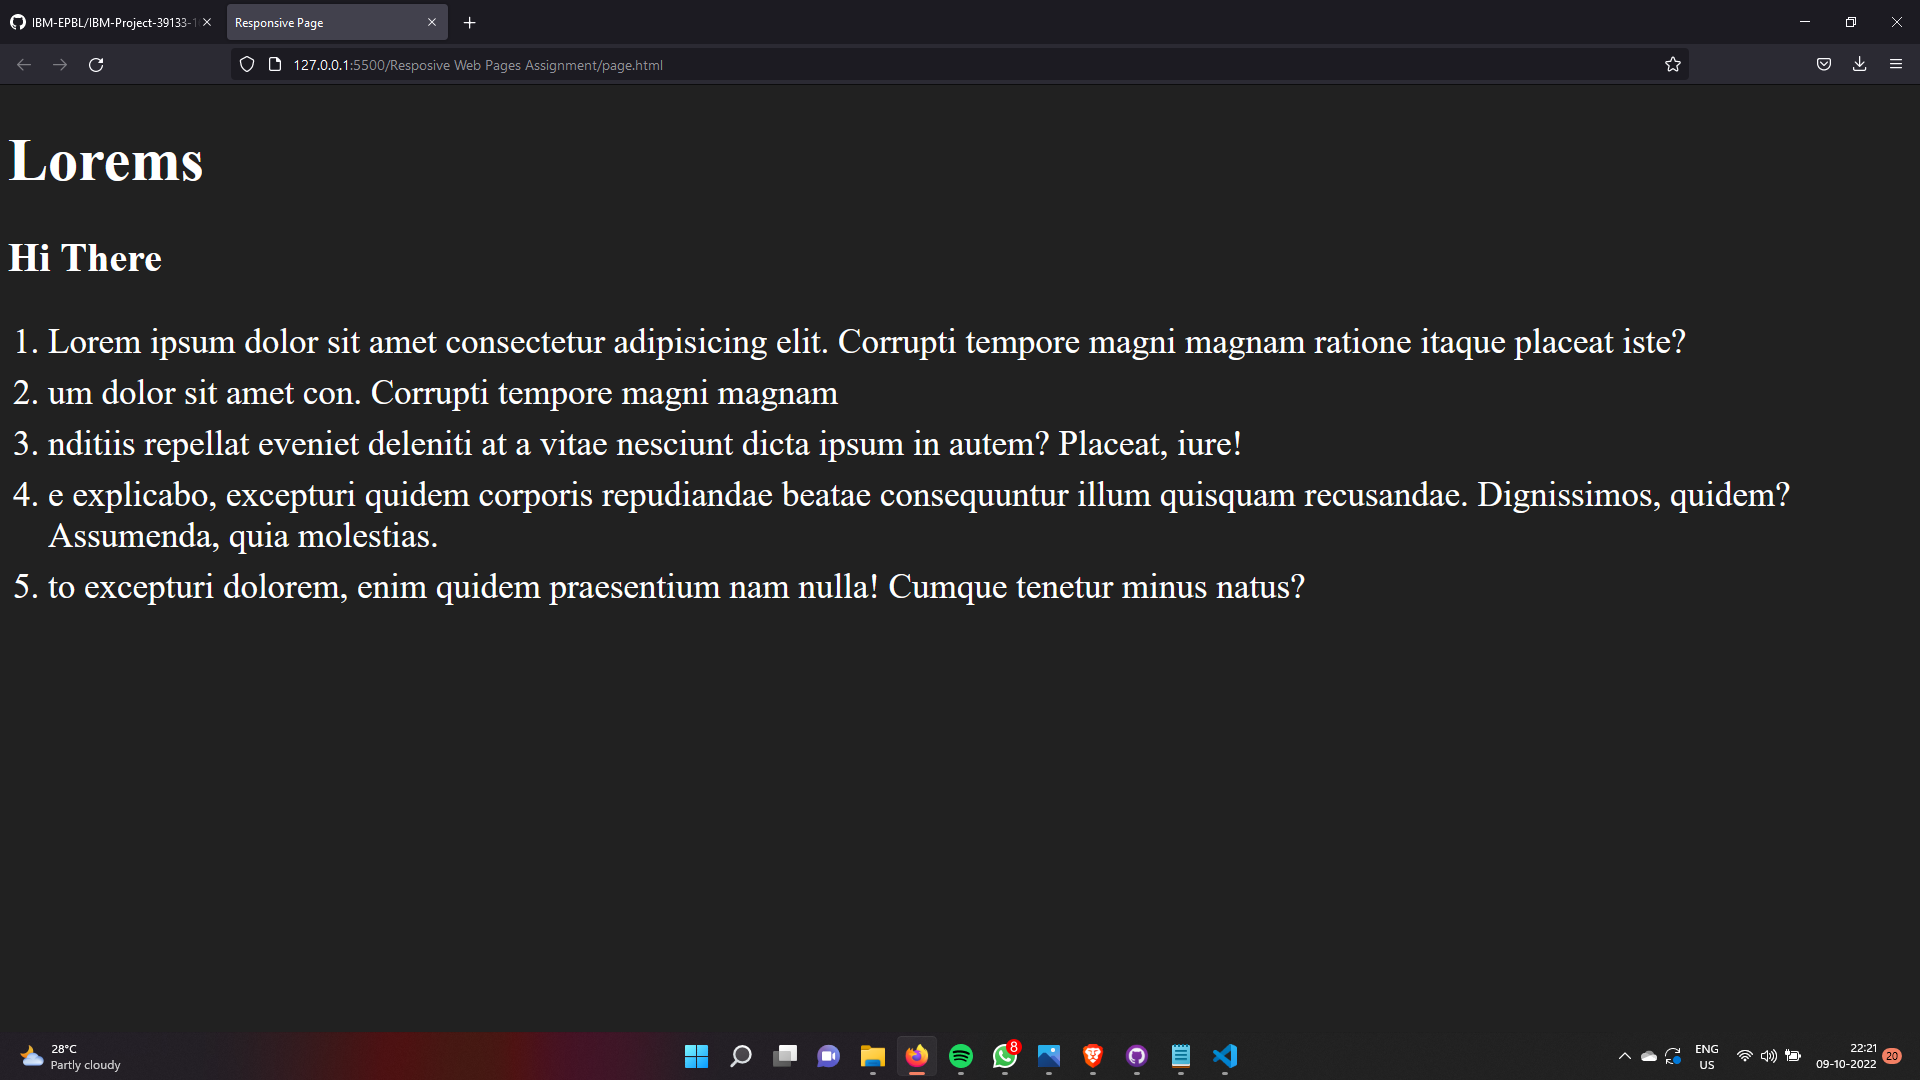 IBM-EPBL/IBM-Project-39133-1
Responsive Page
127.0.0.1:5500/Resposive Web Pages Assignment/page.html
Lorems
Hi There
1. Lorem ipsum dolor sit amet consectetur adipisicing elit. Corrupti tempore magni magnam ratione itaque placeat iste?
2. um dolor sit amet con. Corrupti tempore magni magnam
3. nditiis repellat eveniet deleniti at a vitae nesciunt dicta ipsum in autem? Placeat, iure!
4. e explicabo, excepturi quidem corporis repudiandae beatae consequuntur illum quisquam recusandae. Dignissimos, quidem?
Assumenda, quia molestias.
5. to excepturi dolorem, enim quidem praesentium nam nulla! Cumque tenetur minus natus?
28°C
Partly cloudy
8
ENG
US
22:21
09-10-2022
20